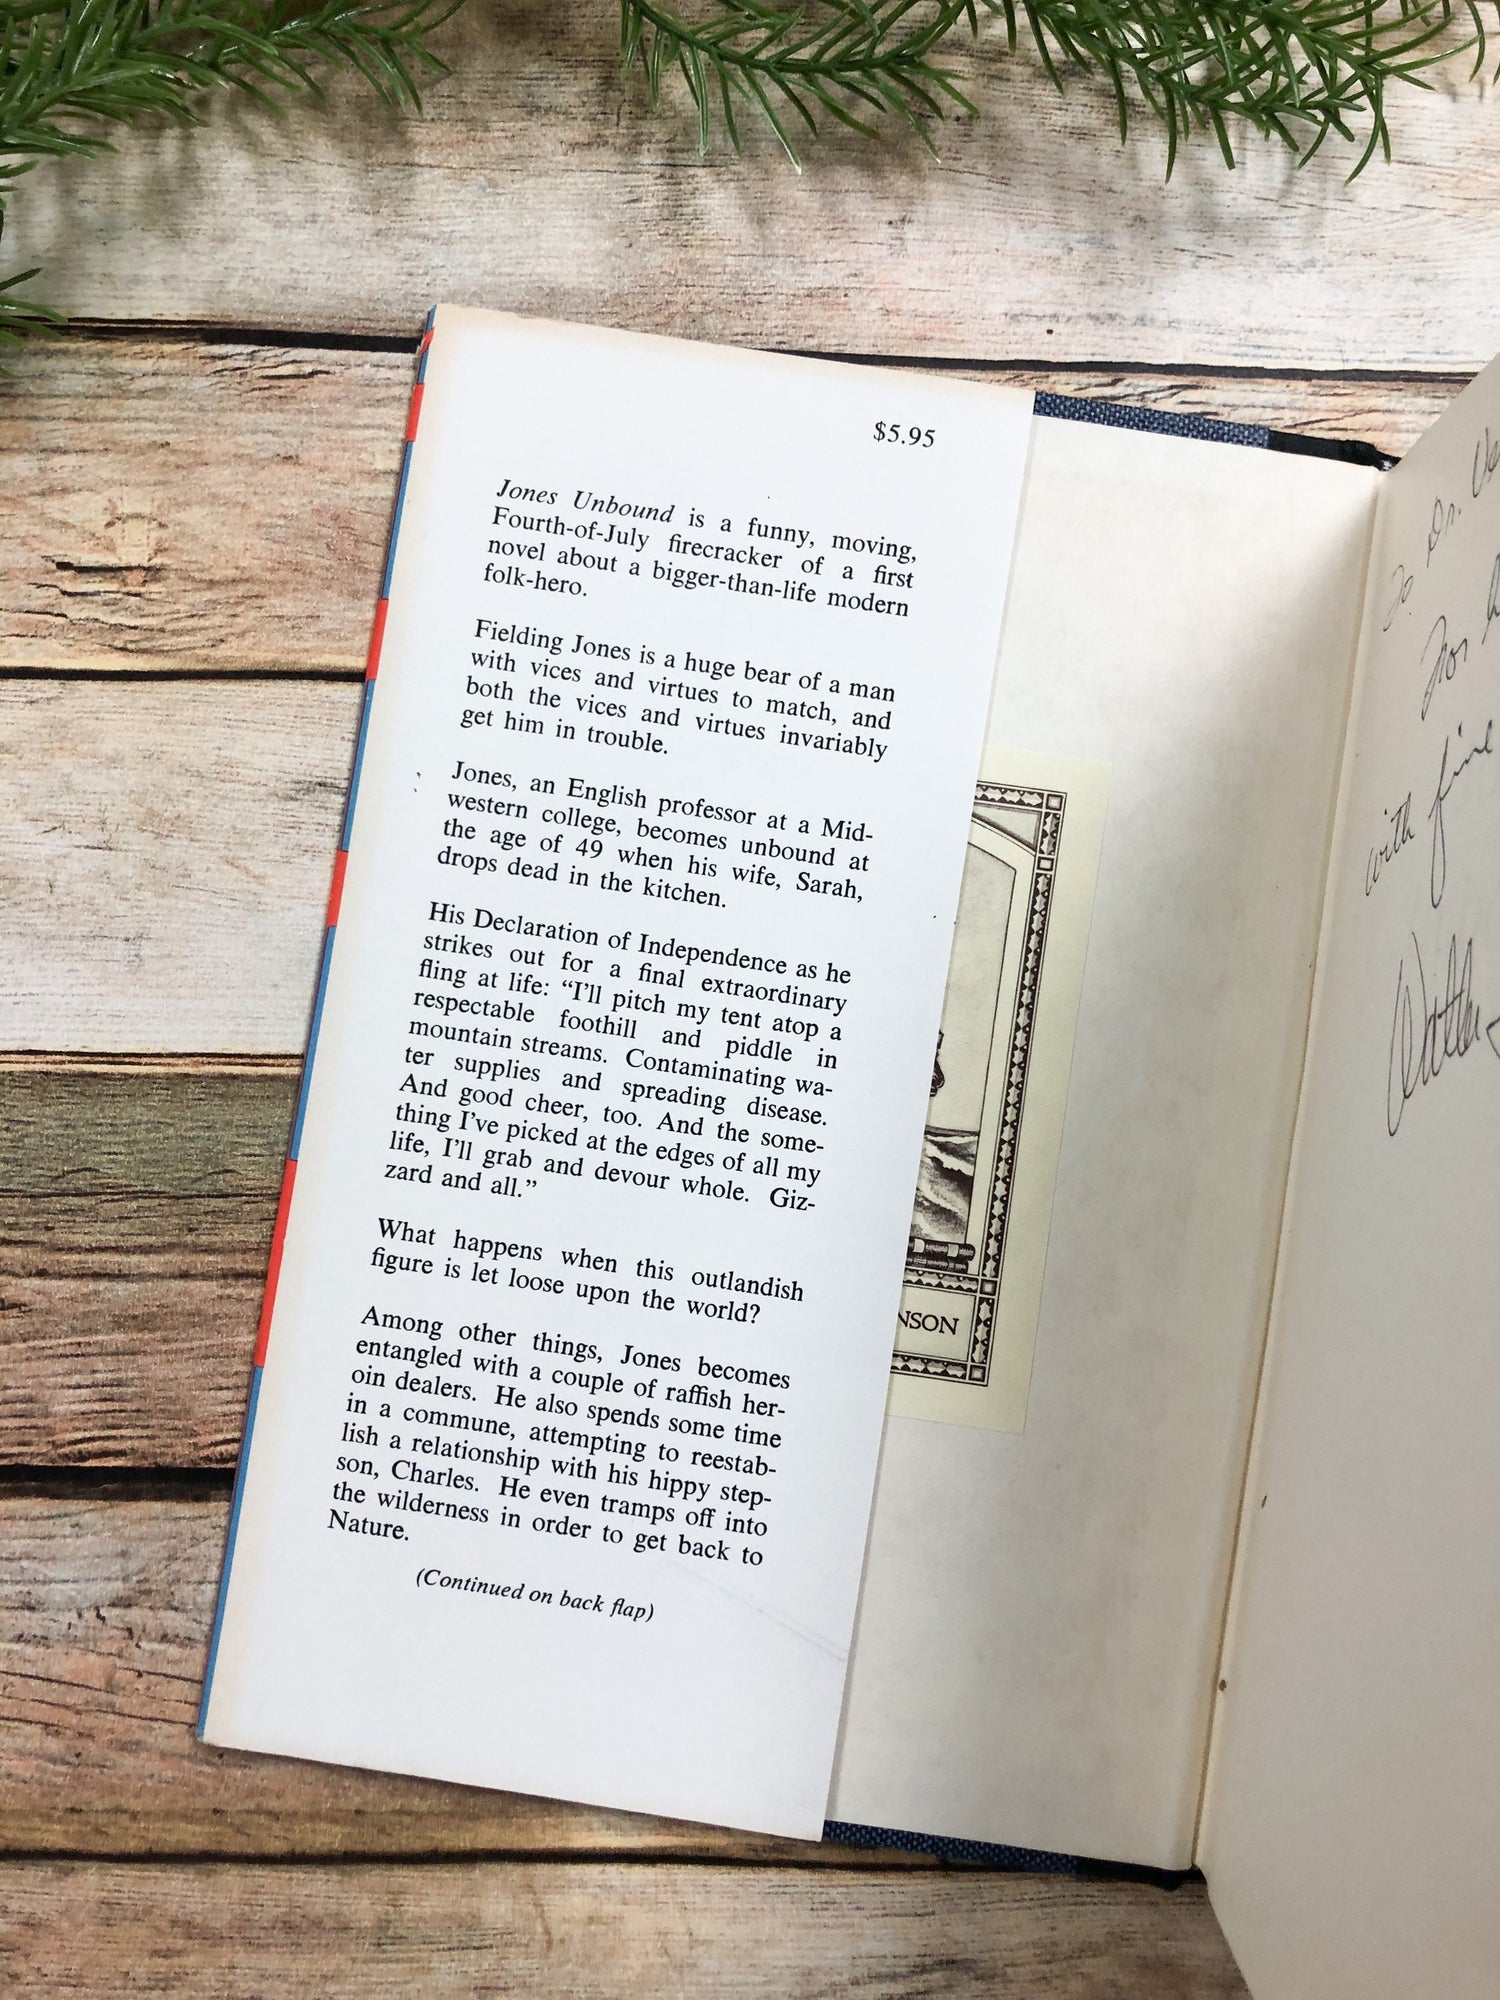 $5.95
Jones Unbound is a funny, moving,
Fourth-of-July firecracker of a first
novel about a bigger-than-life modern
folk-hero.
Fielding Jones is a huge bear of a man
with vices and virtues to match, and
both the vices and virtues invariably
get him in trouble.
Jones, an English professor at a Mid-
western college, becomes unbound at
the age of 49 when his wife, Sarah,
drops dead in the kitchen.
His Declaration of Independence as he
strikes out for a final extraordinary
fling at life: “I’ll pitch my tent atop a
respectable foothill and piddle in
mountain streams. Contaminating wa-
ter supplies and spreading disease.
And good cheer, too. And the some-
thing I’ve picked at the edges of all my
life, I’ll grab and devour whole. Giz-
zard and all.”
What happens when this outlandish
figure is let loose upon the world?
Among other things, Jones becomes
entangled with a couple of raffish her-
oin dealers. He also spends some time
in a commune, attempting to reestab-
lish a relationship with his hippy step-
son, Charles. He even tramps off into
the wilderness in order to get back to
Nature.
(Continued on back flap)
NSON
To Dr.
For
with fine